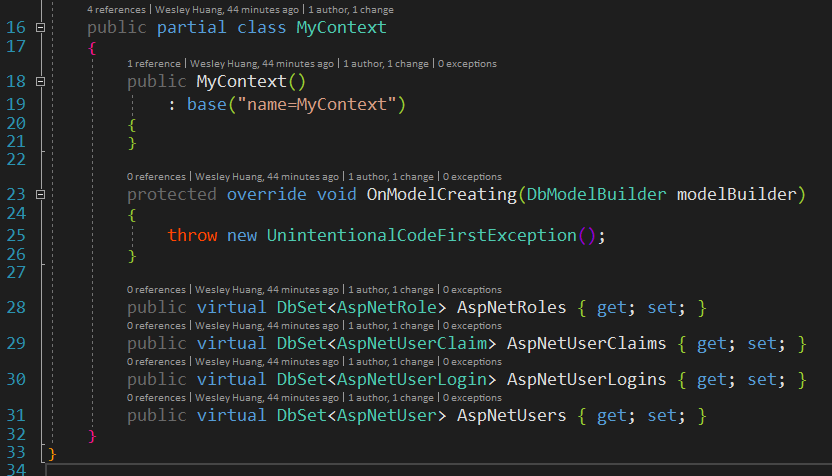 4 references | Wesley Huang, 44 minutes ago | 1 author, 1 change
16 public partial class MyContext
17 {
1 reference | Wesley Huang, 44 minutes ago | 1 author, 1 change | 0 exceptions
18 public MyContext()
19 : base("name=MyContext")
20 {
21 }
22
0 references | Wesley Huang, 44 minutes ago | 1 author, 1 change | 0 exceptions
23 protected override void OnModelCreating(DbModelBuilder modelBuilder)
24 {
25 throw new UnintentionalCodeFirstException();
26 }
27
0 references | Wesley Huang, 44 minutes ago | 1 author, 1 change | 0 exceptions
28 public virtual DbSet<AspNetRole> AspNetRoles { get; set; }
0 references | Wesley Huang, 44 minutes ago | 1 author, 1 change | 0 exceptions
29 public virtual DbSet<AspNetUserClaim> AspNetUserClaims { get; set; }
0 references | Wesley Huang, 44 minutes ago | 1 author, 1 change | 0 exceptions
30 public virtual DbSet<AspNetUserLogin> AspNetUserLogins { get; set; }
0 references | Wesley Huang, 44 minutes ago | 1 author, 1 change | 0 exceptions
31 public virtual DbSet<AspNetUser> AspNetUsers { get; set; }
32 }
33 }
34